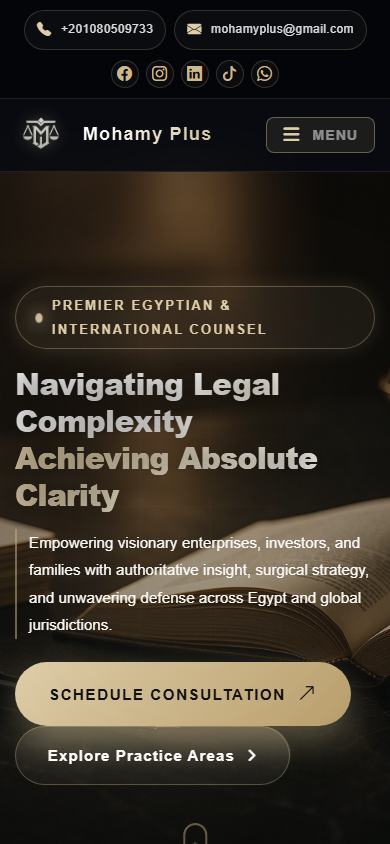 +201080509733
mohamyplus@gmail.com
Mohamy Plus
MENU
PREMIER EGYPTIAN &
INTERNATIONAL COUNSEL
Navigating Legal
Complexity
Achieving Absolute
Clarity
Empowering visionary enterprises, investors, and
families with authoritative insight, surgical strategy,
and unwavering defense across Egypt and global
jurisdictions.
SCHEDULE CONSULTATION
Explore Practice Areas